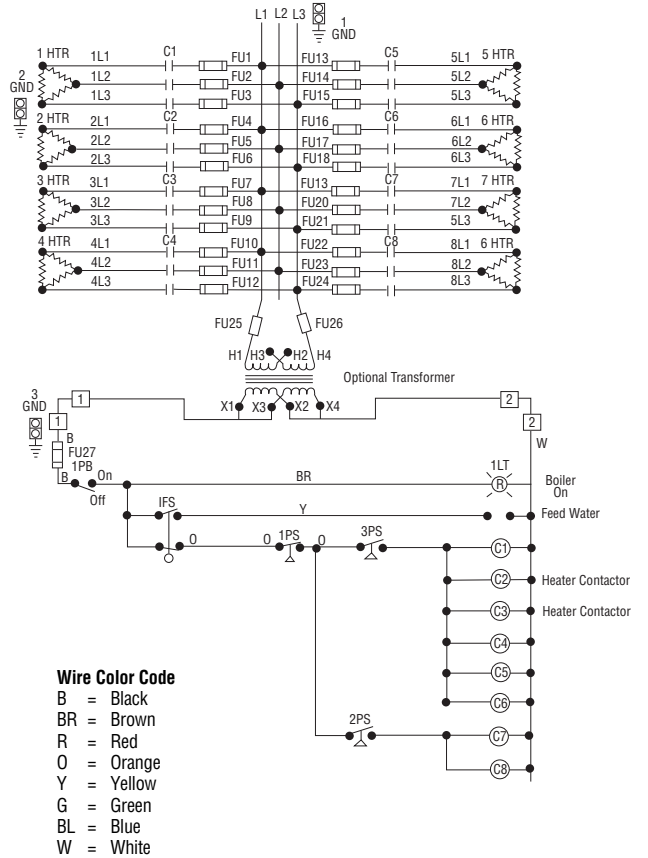 L1 L2 L3 1
GND
1 HTR 1L1 C1 FU1 FU13 C5 5L1 5 HTR
2
GND
1L2 FU2 FU14 5L2
1L3 FU3 FU15 5L3
2 HTR 2L1 C2 FU4 FU16 C6 6L1 6 HTR
2L2 FU5 FU17 6L2
2L3 FU6 FU18 6L3
3 HTR 3L1 C3 FU7 FU13 C7 7L1 7 HTR
3L2 FU8 FU20 7L2
3L3 FU9 FU21 5L3
4 HTR 4L1 C4 FU10 FU22 C8 8L1 6 HTR
4L2 FU11 FU23 8L2
4L3 FU12 FU24 8L3
FU25 FU26
H1 H3 H2 H4
Optional Transformer
3
GND
1 2
X1 X3 X2 X4
1 2
B W
FU27
1PB
B On
Off
BR 1LT
R
Boiler
On
IFS Y Feed Water
O O 1PS O 3PS C1
C2 Heater Contactor
C3 Heater Contactor
C4
C5
C6
2PS C7
C8
Wire Color Code
B = Black
BR = Brown
R = Red
O = Orange
Y = Yellow
G = Green
BL = Blue
W = White